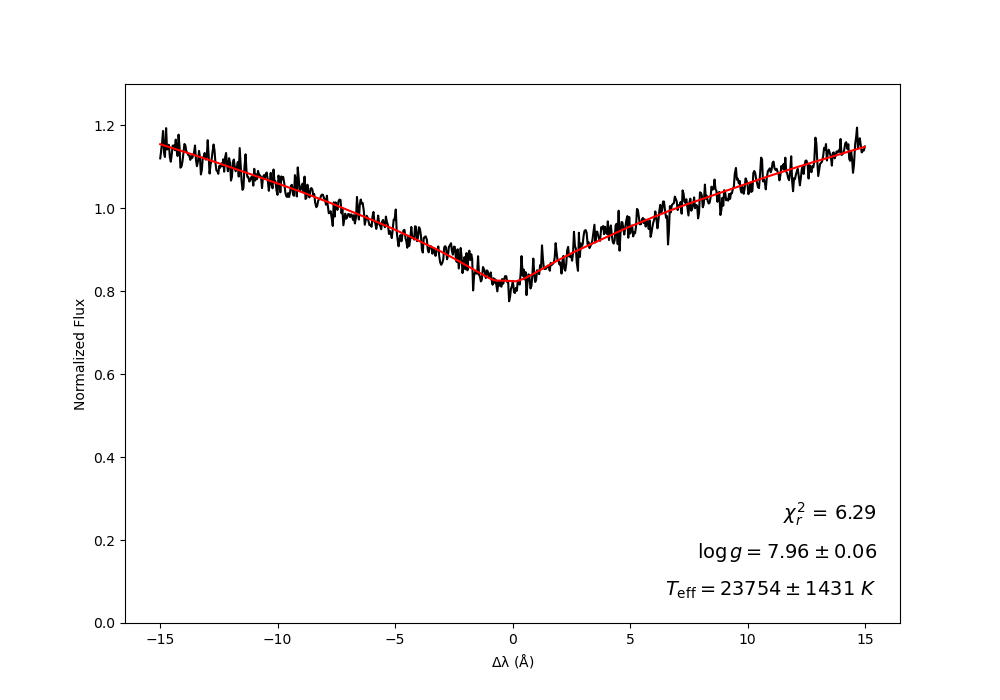 1.2
1.0
0.8
0.6
0.4
0.2
0.0
Normalized Flux
χ²ᵣ = 6.29
log g = 7.96 ± 0.06
T_eff = 23754 ± 1431 K
−15 −10 −5 0 5 10 15
Δλ (Å)